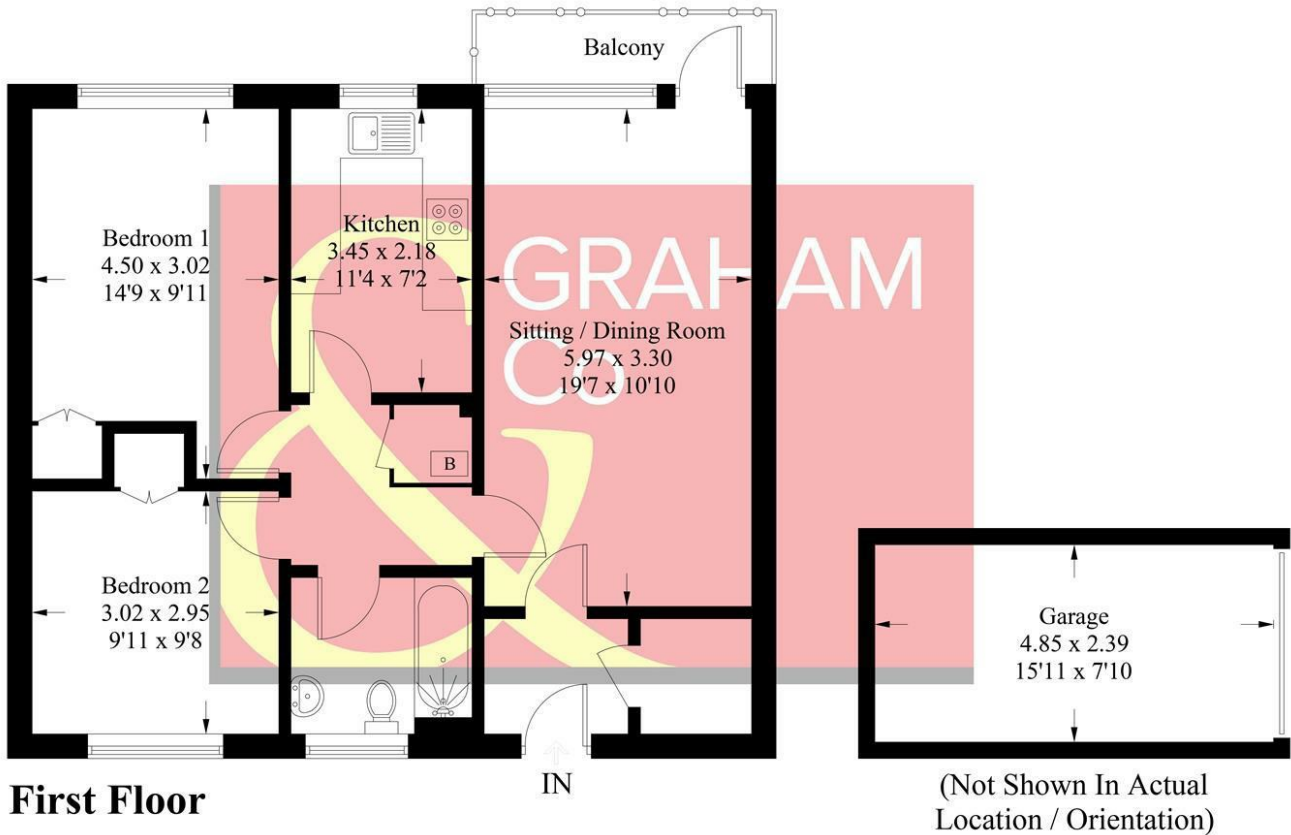 Balcony
Bedroom 1
4.50 x 3.02
14'9 x 9'11
Kitchen
3.45 x 2.18
11'4 x 7'2
GRAHAM
& Co
Sitting / Dining Room
5.97 x 3.30
19'7 x 10'10
B
Bedroom 2
3.02 x 2.95
9'11 x 9'8
Garage
4.85 x 2.39
15'11 x 7'10
First Floor
IN
(Not Shown In Actual
Location / Orientation)